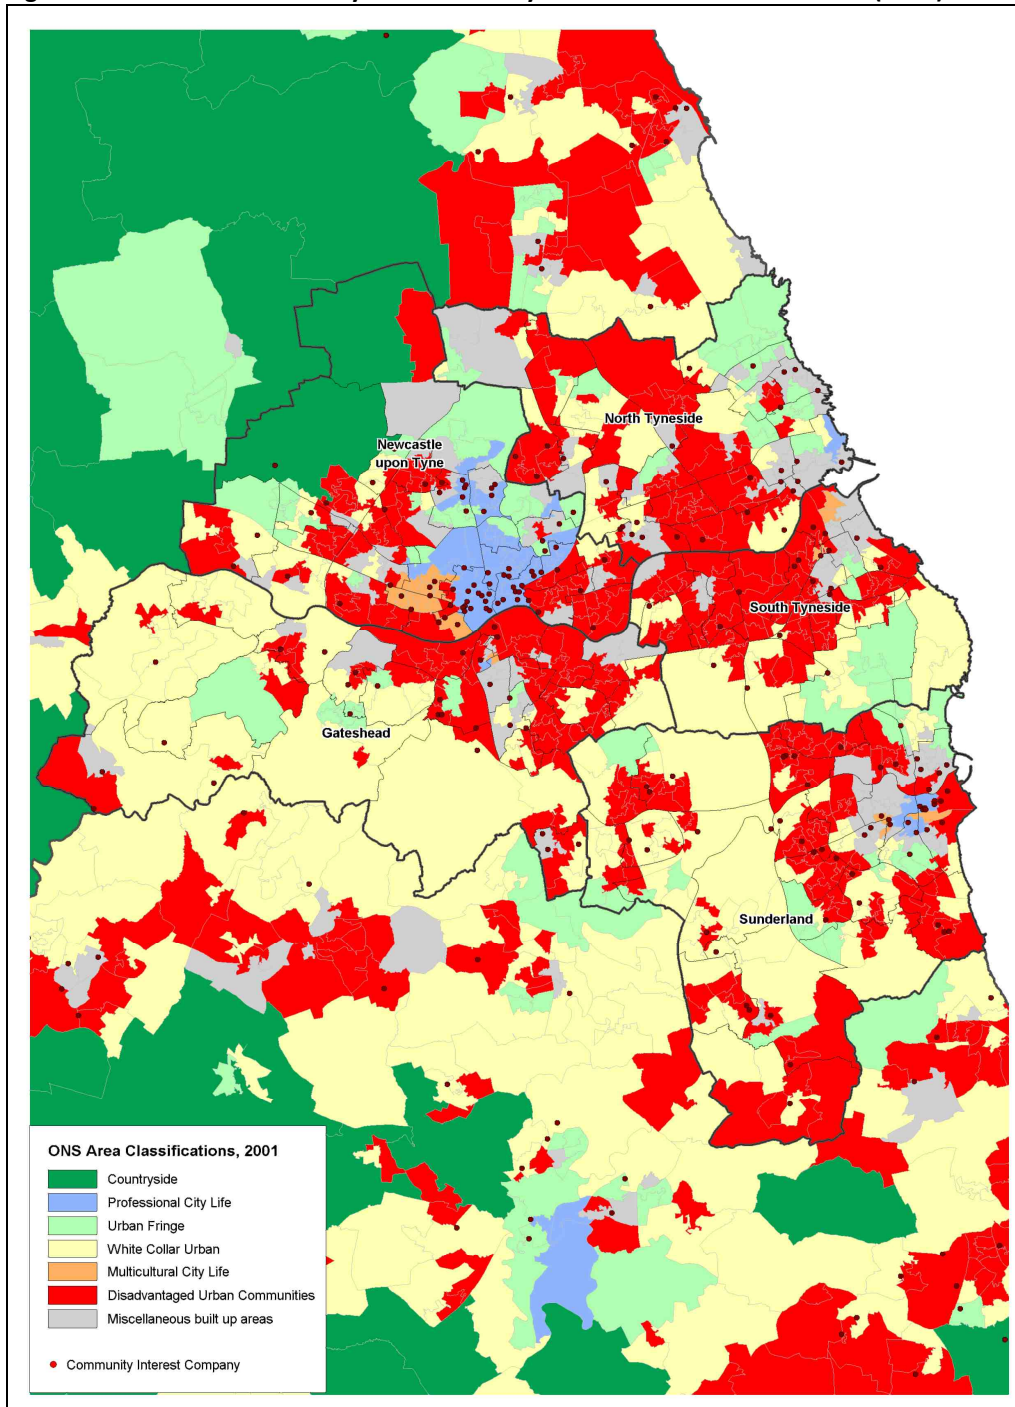 North Tyneside
Newcastle
upon Tyne
South Tyneside
Gateshead
Sunderland
ONS Area Classifications, 2001
Countryside
Professional City Life
Urban Fringe
White Collar Urban
Multicultural City Life
Disadvantaged Urban Communities
Miscellaneous built up areas
Community Interest Company